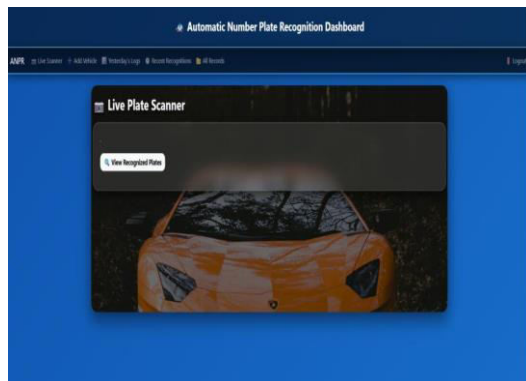 Automatic Number Plate Recognition Dashboard
ANPR Live Scanner + Add Vehicle Yesterday's Logs Recent Recognitions All Records Logout
Live Plate Scanner
View Recognized Plates